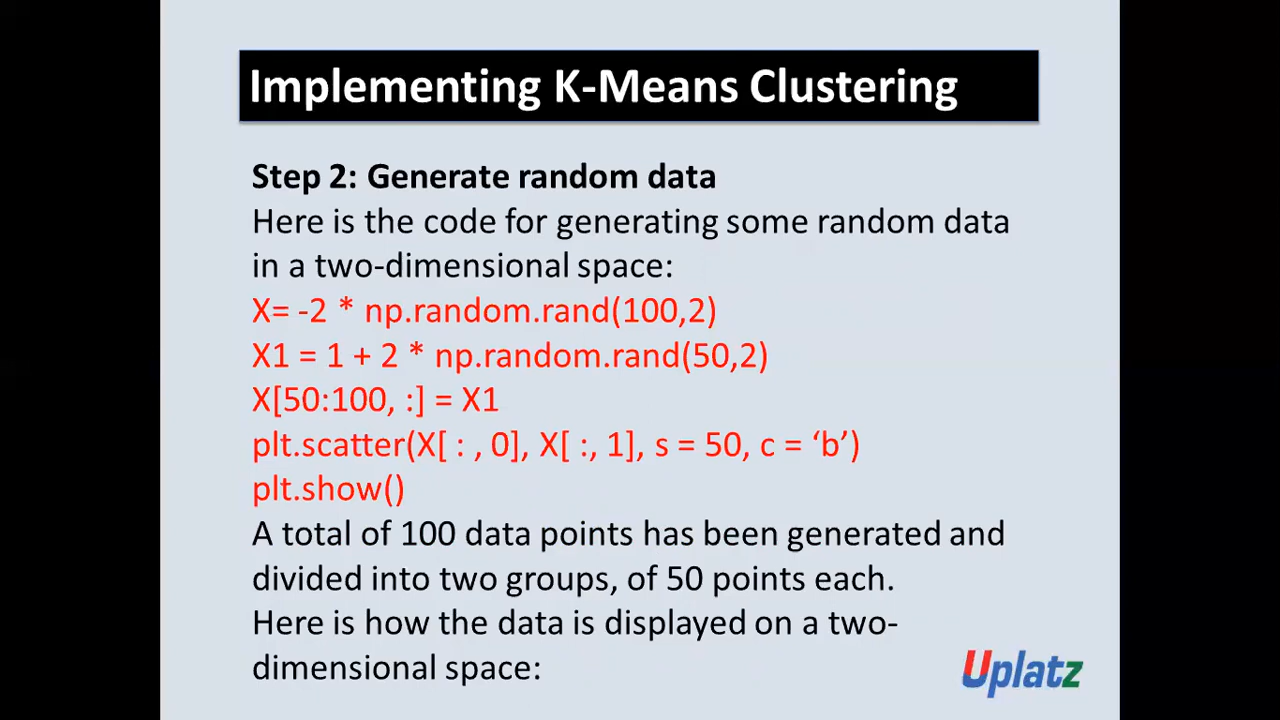 Implementing K-Means Clustering
Step 2: Generate random data
Here is the code for generating some random data
in a two-dimensional space:
X= -2 * np.random.rand(100,2)
X1 = 1 + 2 * np.random.rand(50,2)
X[50:100, :] = X1
plt.scatter(X[ : , 0], X[ :, 1], s = 50, c = ‘b’)
plt.show()
A total of 100 data points has been generated and
divided into two groups, of 50 points each.
Here is how the data is displayed on a two-
dimensional space:
Uplatz